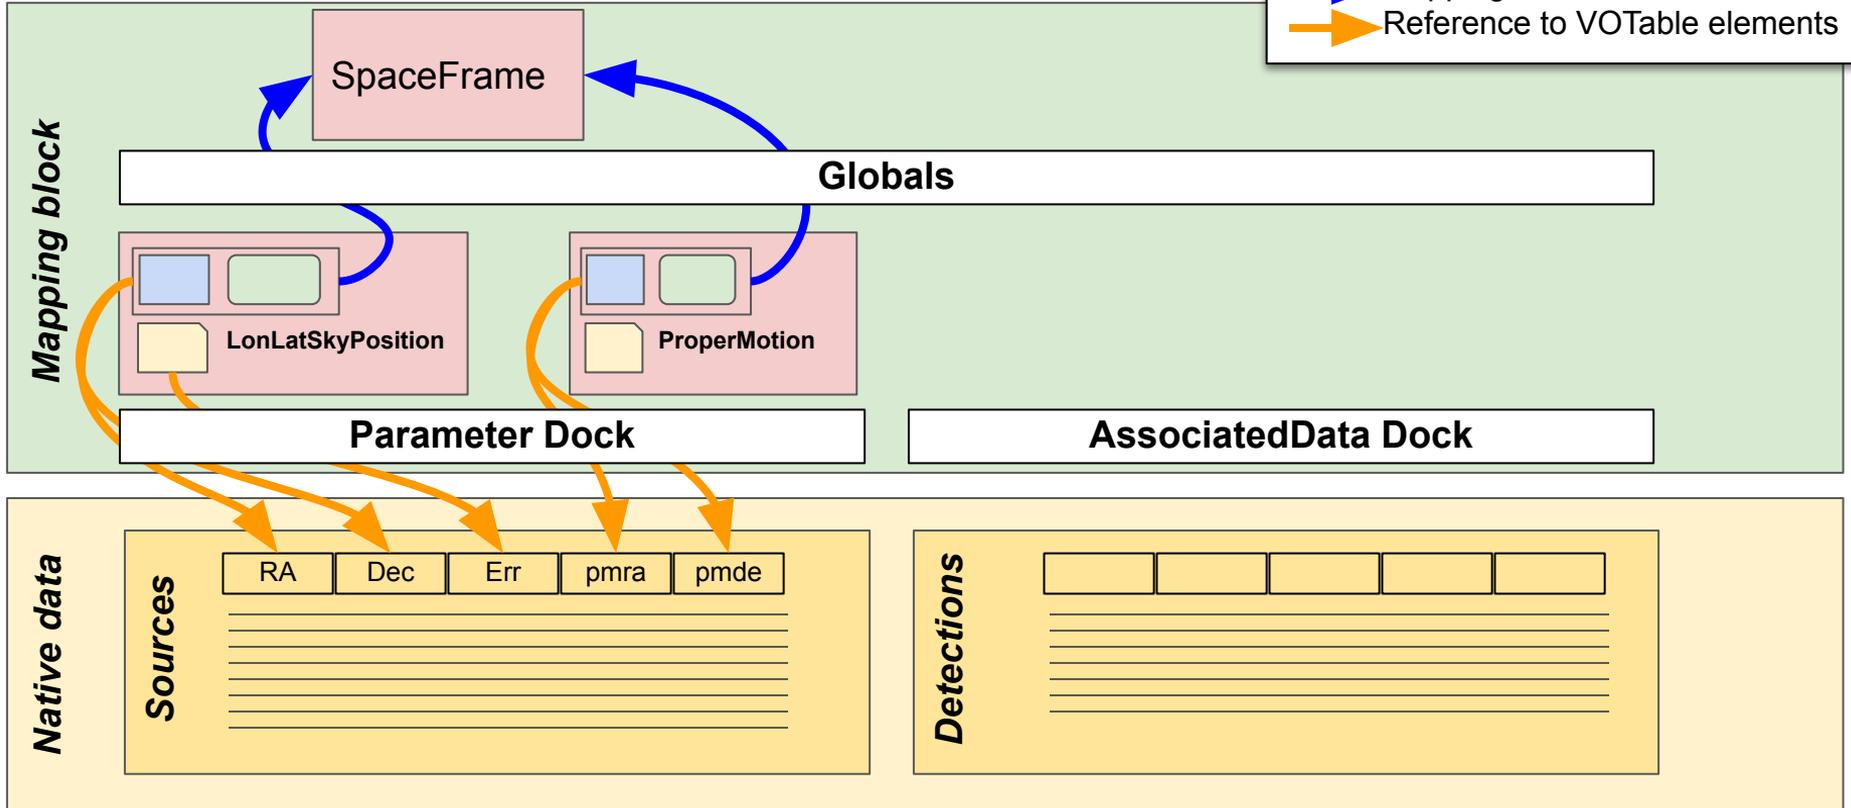 Reference to VOTable elements
SpaceFrame
Mapping block
Globals
LonLatSkyPosition
ProperMotion
Parameter Dock
AssociatedData Dock
Native data
Sources
RA
Dec
Err
pmra
pmde
Detections